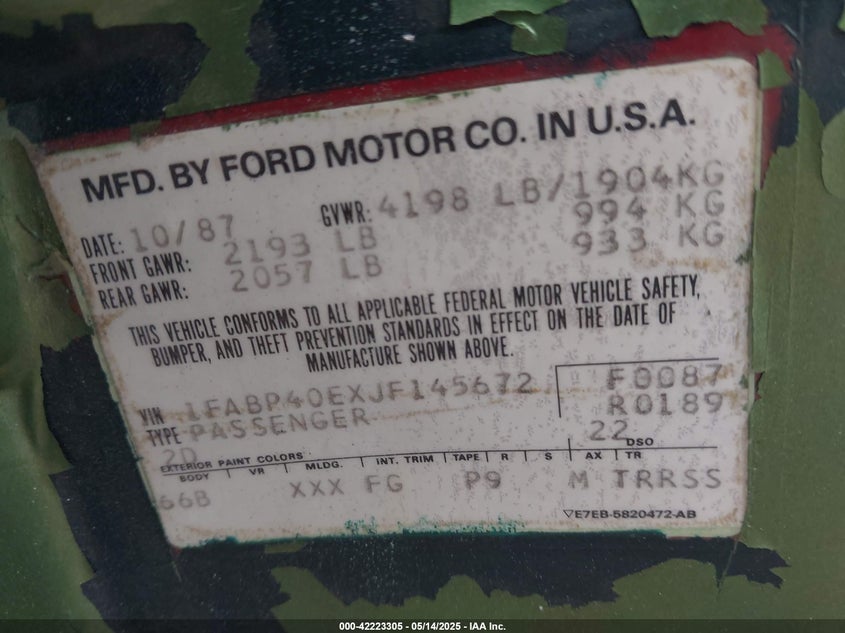 MFD. BY FORD MOTOR CO. IN U.S.A.
DATE: 10/87 GVWR: 4198 LB/1904KG
FRONT GAWR: 2193 LB 994 KG
REAR GAWR: 2057 LB 933 KG
THIS VEHICLE CONFORMS TO ALL APPLICABLE FEDERAL MOTOR VEHICLE SAFETY,
BUMPER, AND THEFT PREVENTION STANDARDS IN EFFECT ON THE DATE OF
MANUFACTURE SHOWN ABOVE.
VIN 1FABP40EXJF145672 F0087
TYPE PASSENGER R0189
2D 22 DSO
EXTERIOR PAINT COLORS
BODY VR MLDG. INT. TRIM TAPE R S AX TR
66B XXX FG P9 M TRRSS
▽E7EB-5820472-AB
000-42223305 - 05/14/2025 - IAA Inc.